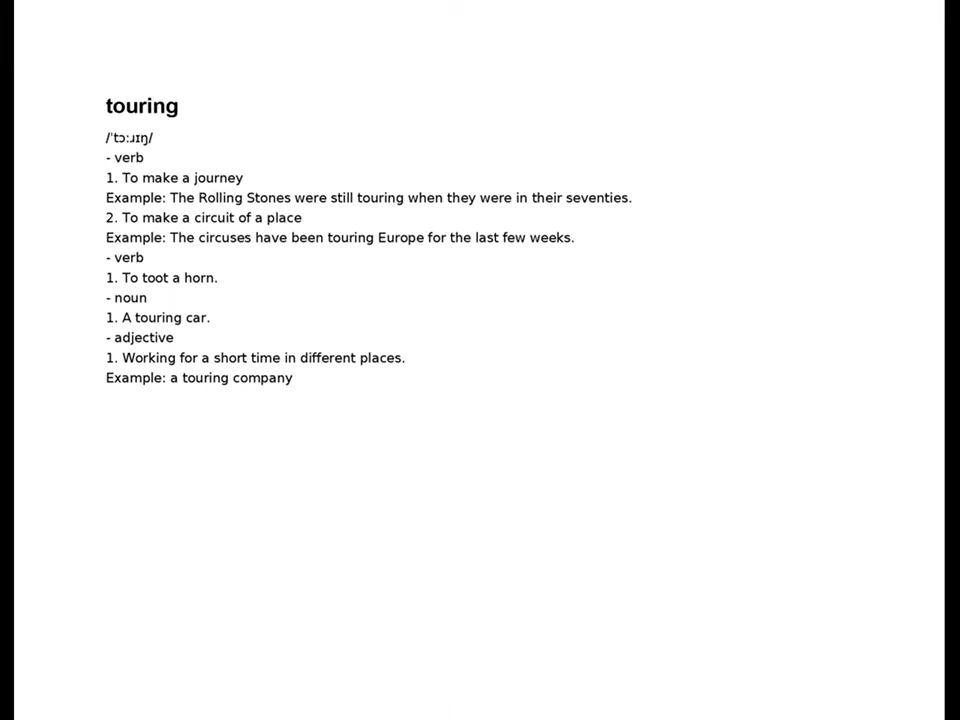 touring
/ˈtɔːɹɪŋ/
- verb
1. To make a journey
Example: The Rolling Stones were still touring when they were in their seventies.
2. To make a circuit of a place
Example: The circuses have been touring Europe for the last few weeks.
- verb
1. To toot a horn.
- noun
1. A touring car.
- adjective
1. Working for a short time in different places.
Example: a touring company